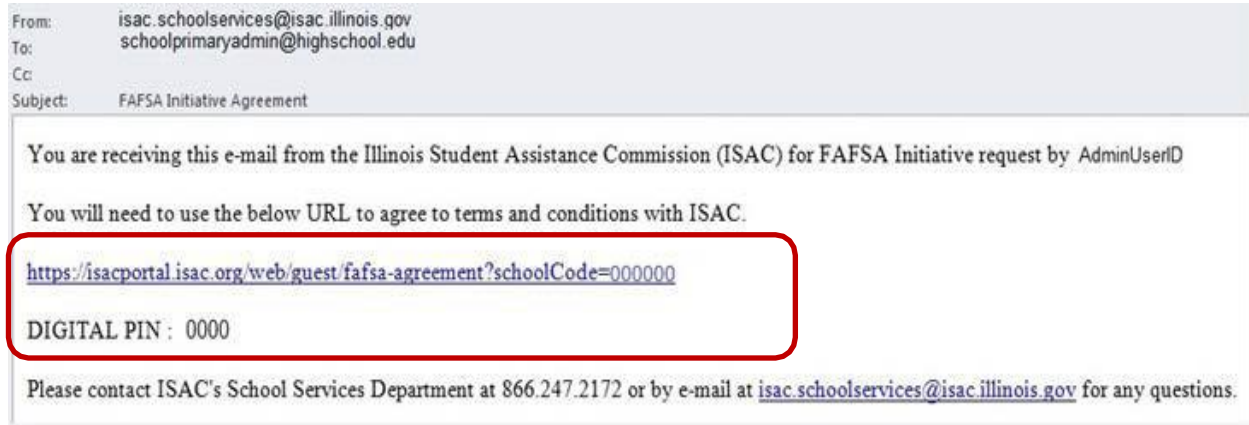 From: isac.schoolservices@isac.illinois.gov
To: schoolprimaryadmin@highschool.edu
Cc:
Subject: FAFSA Initiative Agreement
You are receiving this e-mail from the Illinois Student Assistance Commission (ISAC) for FAFSA Initiative request by AdminUserID
You will need to use the below URL to agree to terms and conditions with ISAC.
https://isacportal.isac.org/web/guest/fafsa-agreement?schoolCode=000000
DIGITAL PIN : 0000
Please contact ISAC's School Services Department at 866.247.2172 or by e-mail at isac.schoolservices@isac.illinois.gov for any questions.